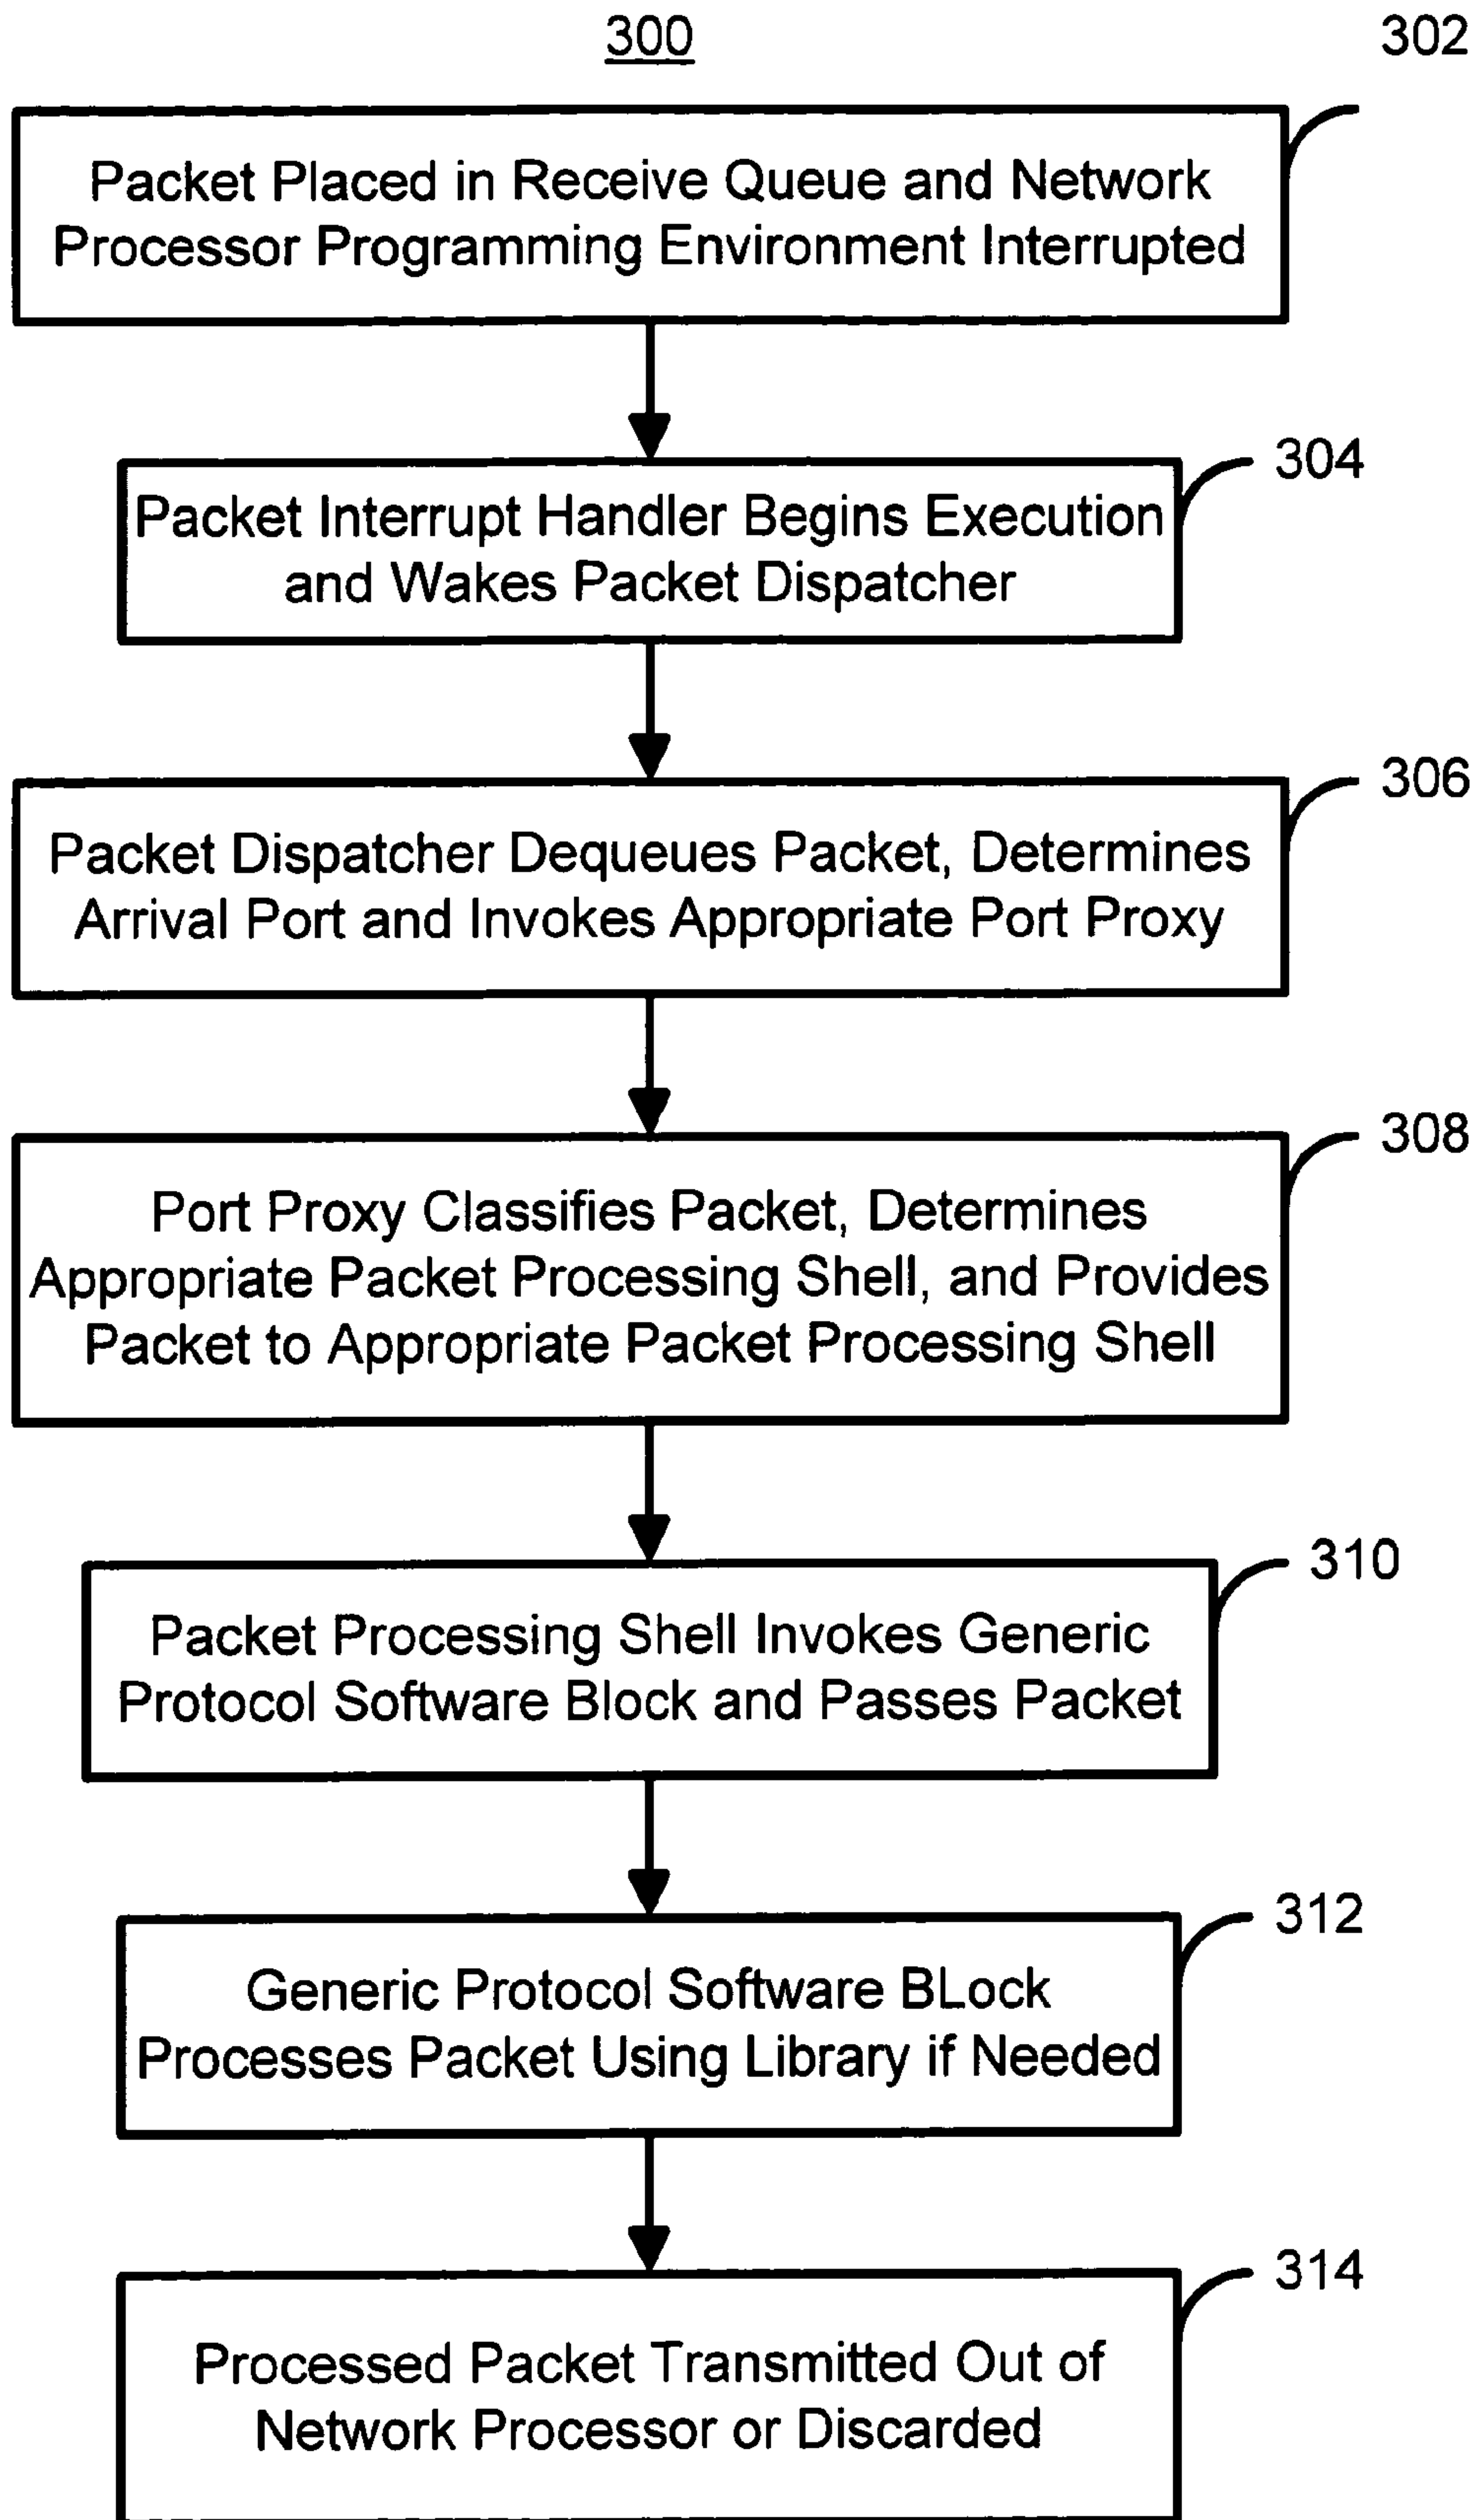 300
302
Packet Placed in Receive Queue and Network
Processor Programming Environment Interrupted
304
Packet Interrupt Handler Begins Execution
and Wakes Packet Dispatcher
306
Packet Dispatcher Dequeues Packet, Determines
Arrival Port and Invokes Appropriate Port Proxy
308
Port Proxy Classifies Packet, Determines
Appropriate Packet Processing Shell, and Provides
Packet to Appropriate Packet Processing Shell
310
Packet Processing Shell Invokes Generic
Protocol Software Block and Passes Packet
312
Generic Protocol Software BLock
Processes Packet Using Library if Needed
314
Processed Packet Transmitted Out of
Network Processor or Discarded